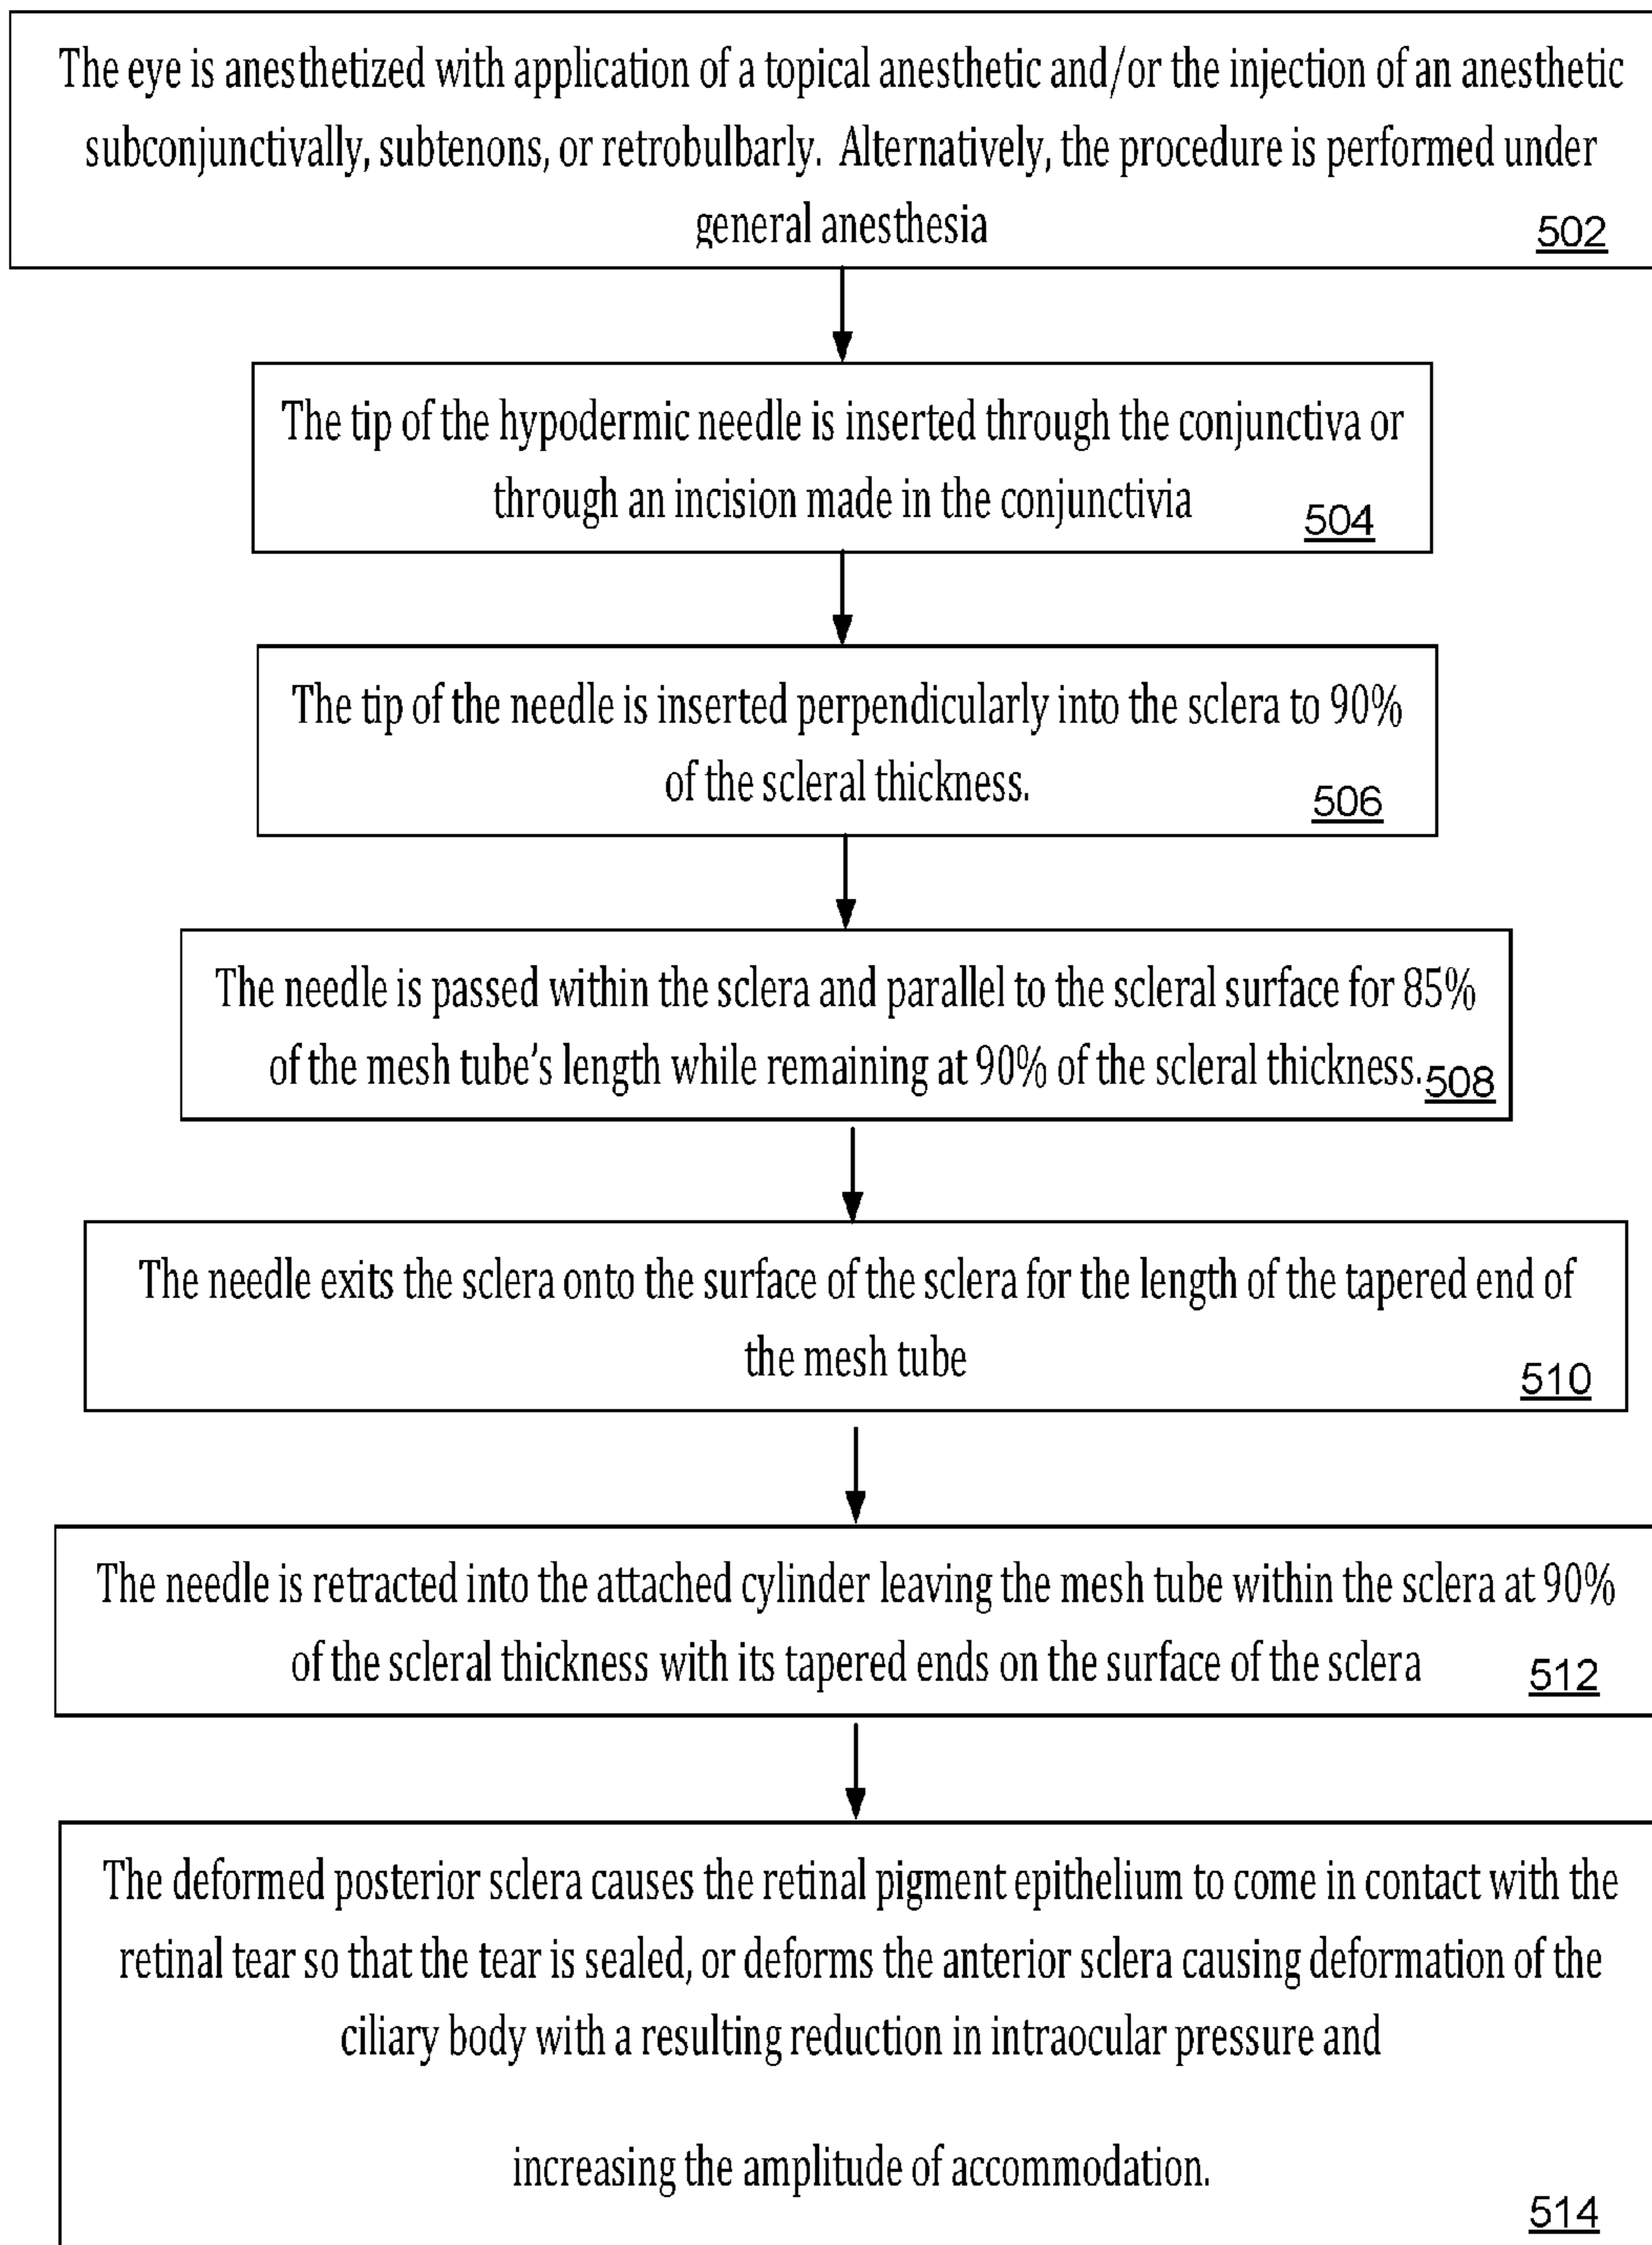 The eye is anesthetized with application of a topical anesthetic and/or the injection of an anesthetic
subconjunctivally, subtenons, or retrobulbarly. Alternatively, the procedure is performed under
general anesthesia
502
The tip of the hypodermic needle is inserted through the conjunctiva or
through an incision made in the conjunctivia
504
The tip of the needle is inserted perpendicularly into the sclera to 90%
of the scleral thickness.
506
The needle is passed within the sclera and parallel to the scleral surface for 85%
of the mesh tube's length while remaining at 90% of the scleral thickness.
508
The needle exits the sclera onto the surface of the sclera for the length of the tapered end of
the mesh tube
510
The needle is retracted into the attached cylinder leaving the mesh tube within the sclera at 90%
of the scleral thickness with its tapered ends on the surface of the sclera
512
The deformed posterior sclera causes the retinal pigment epithelium to come in contact with the
retinal tear so that the tear is sealed, or deforms the anterior sclera causing deformation of the
ciliary body with a resulting reduction in intraocular pressure and
increasing the amplitude of accommodation.
514